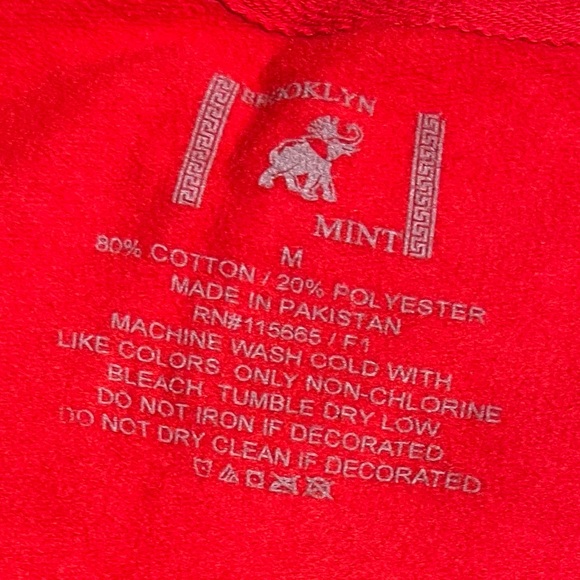 BROOKLYN
MINT
M
80% COTTON / 20% POLYESTER
MADE IN PAKISTAN
RN#115665 / F1
MACHINE WASH COLD WITH
LIKE COLORS. ONLY NON-CHLORINE
BLEACH. TUMBLE DRY LOW.
DO NOT IRON IF DECORATED.
DO NOT DRY CLEAN IF DECORATED